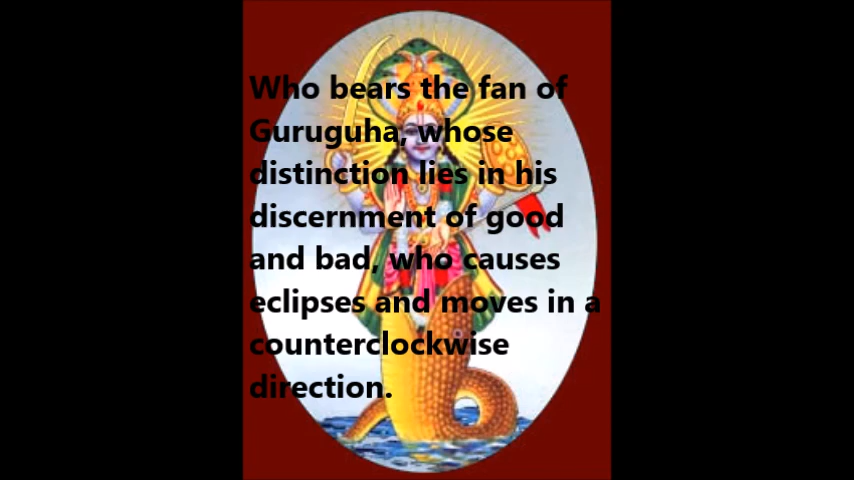 Who bears the fan of
Guruguha, whose
distinction lies in his
discernment of good
and bad, who causes
eclipses and moves in a
counterclockwise
direction.